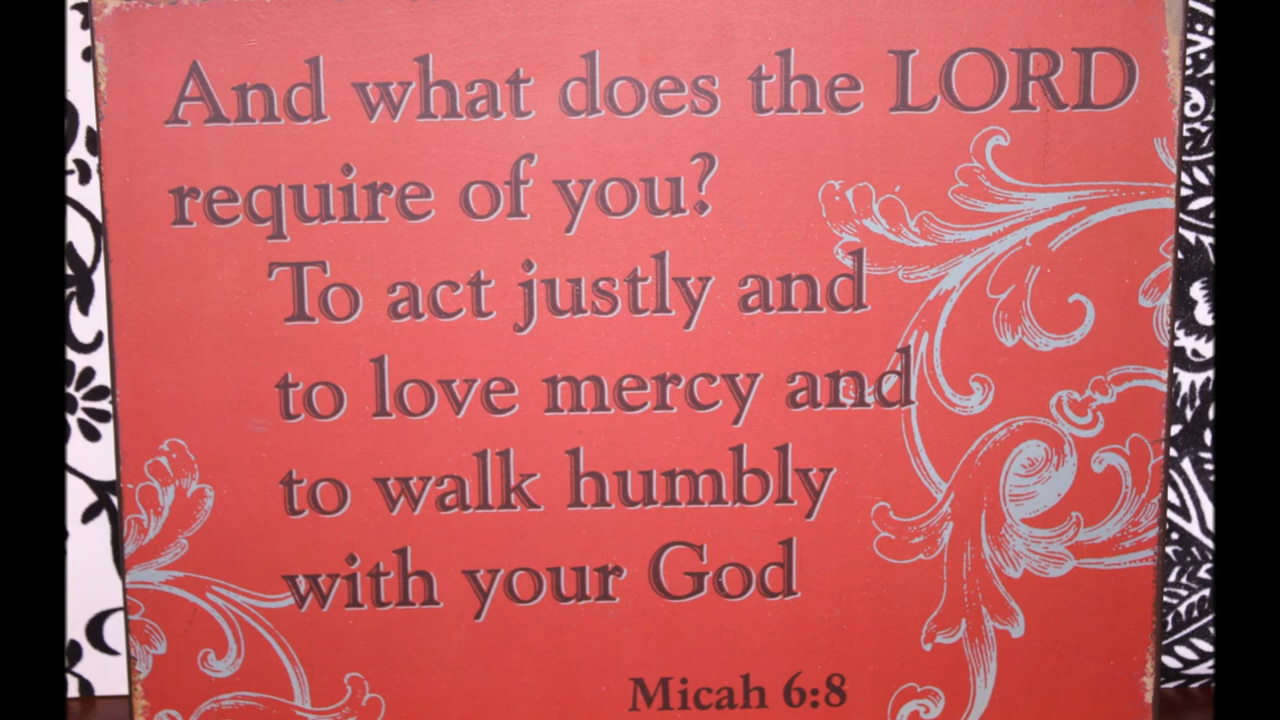 And what does the LORD
require of you?
To act justly and
to love mercy and
to walk humbly
with your God
Micah 6:8